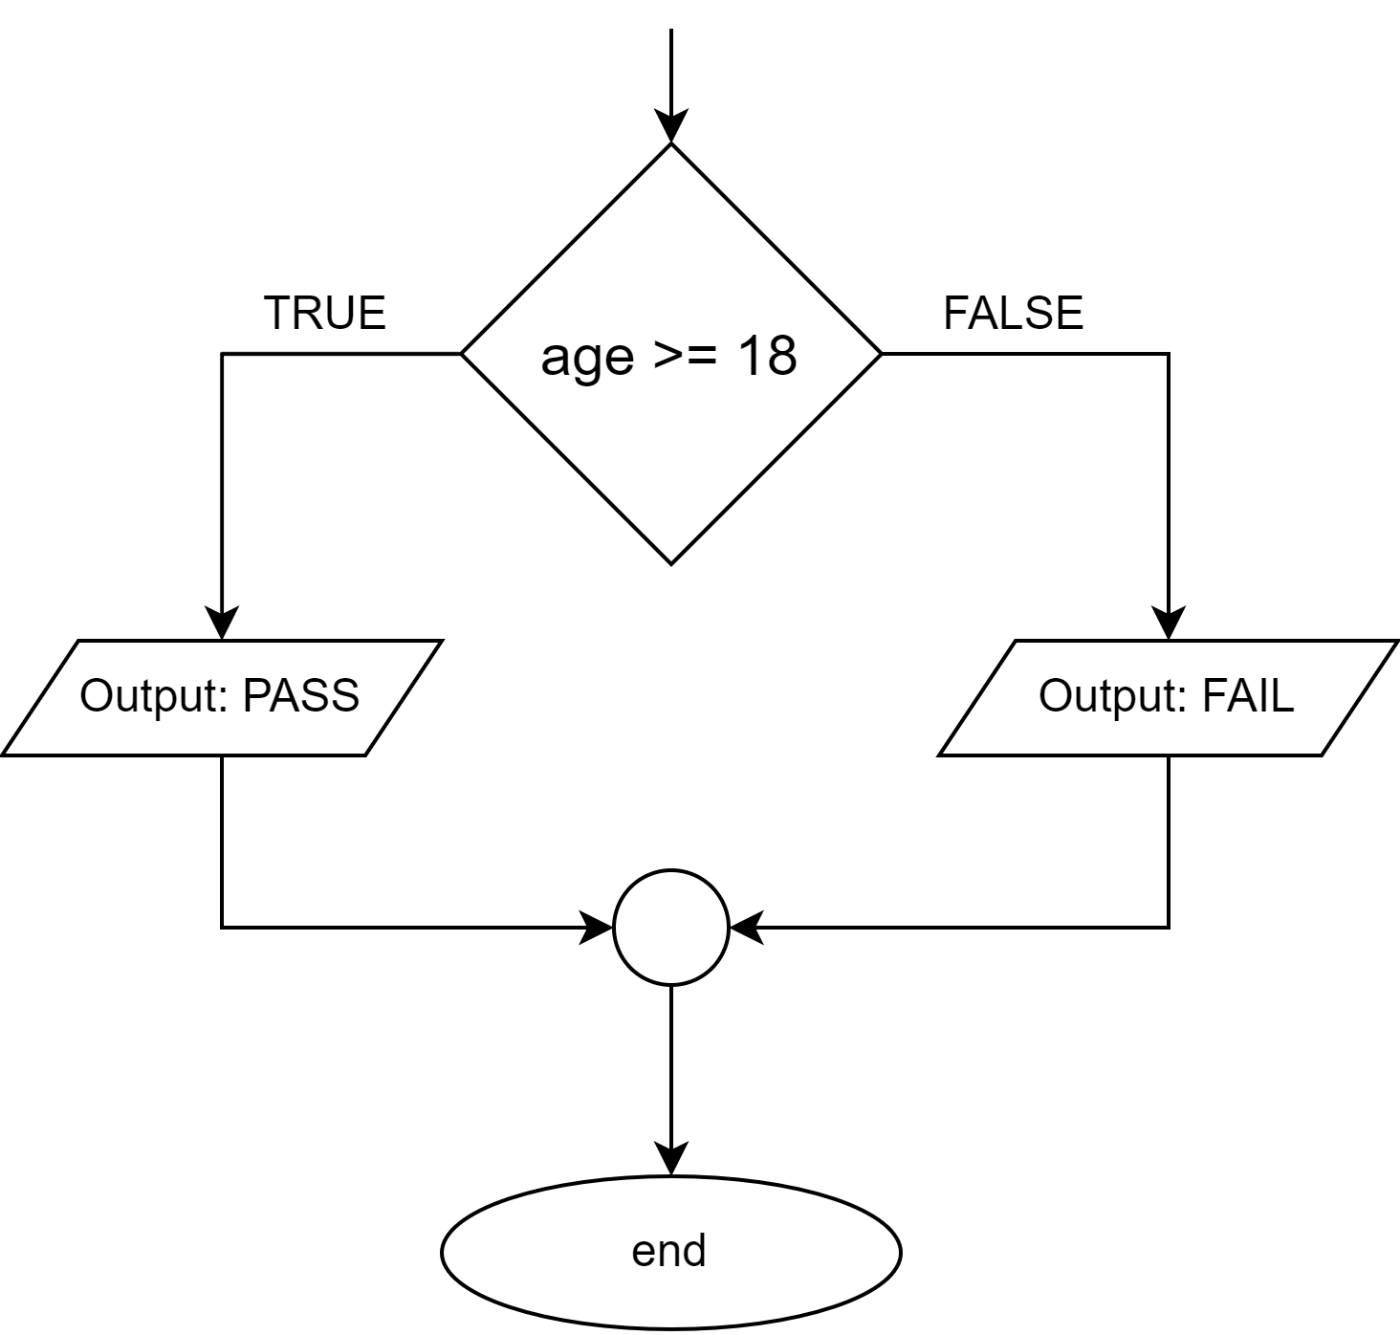 TRUE
FALSE
age >= 18
Output: PASS
Output: FAIL
end